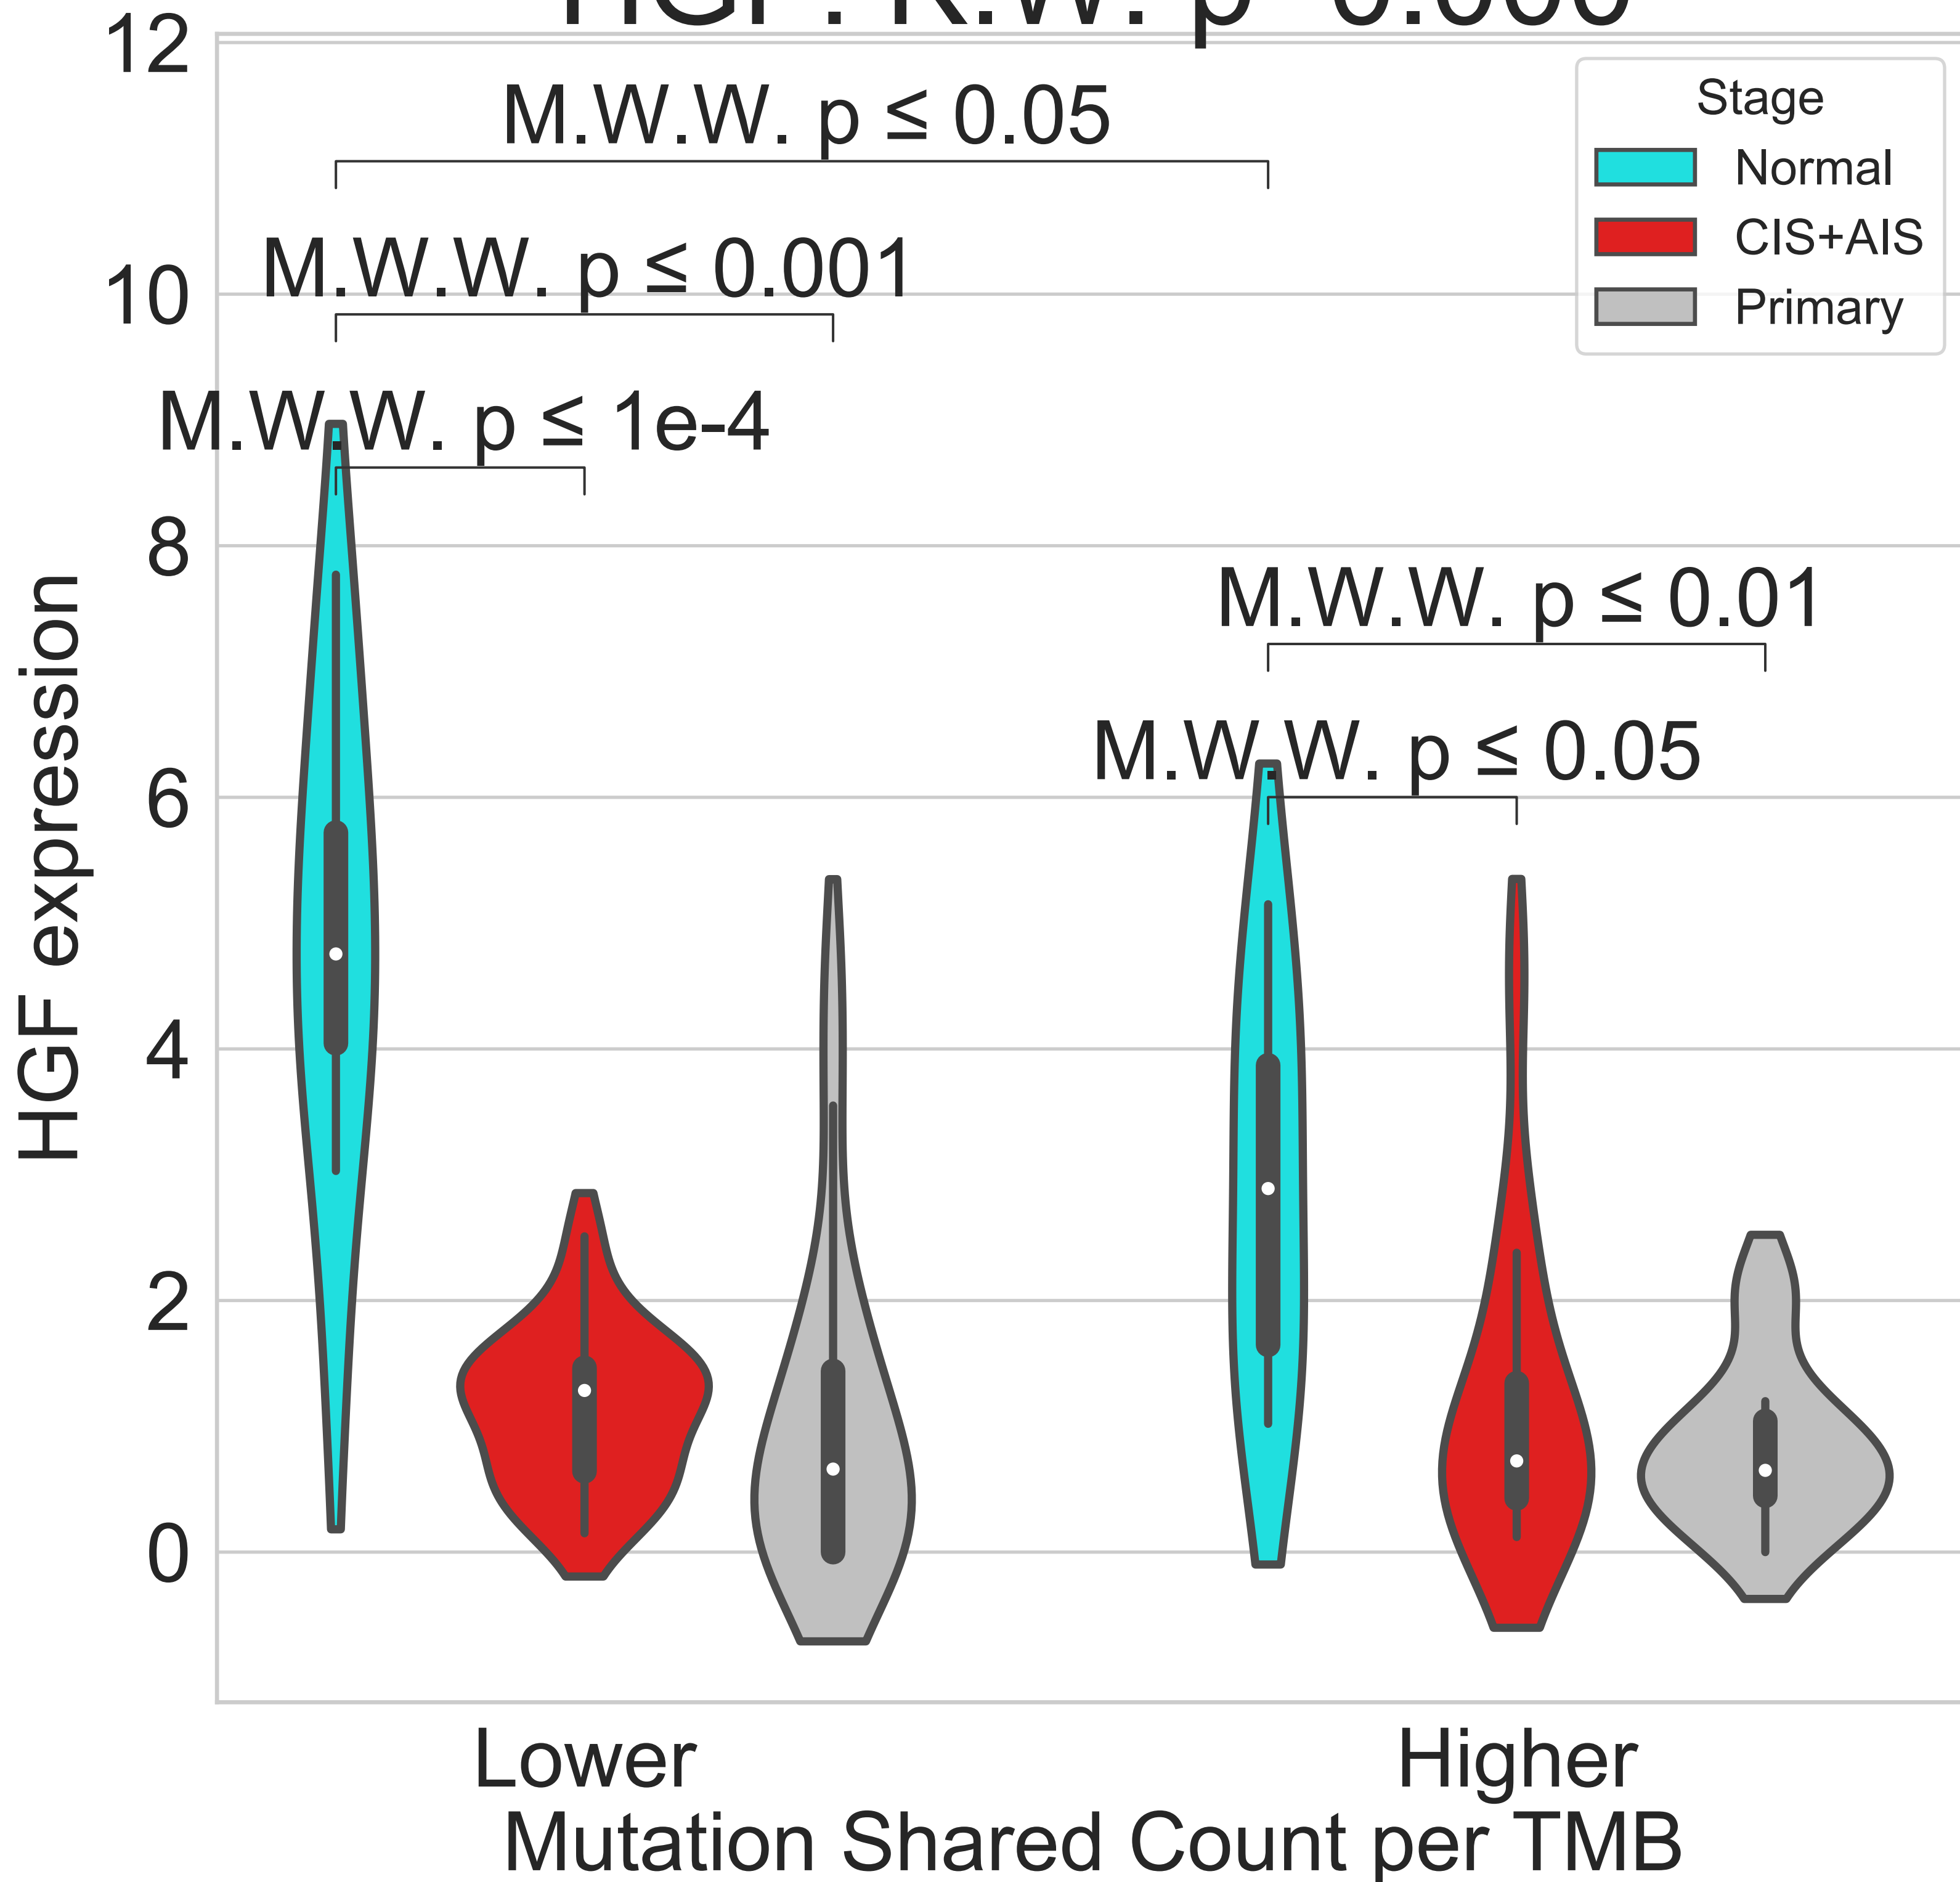 12
10
8
6
4
2
0
HGF expression
M.W.W. p ≤ 0.05
M.W.W. p ≤ 0.001
M.W.W. p ≤ 1e-4
M.W.W. p ≤ 0.01
M.W.W. p ≤ 0.05
Stage
Normal
CIS+AIS
Primary
Lower
Higher
Mutation Shared Count per TMB